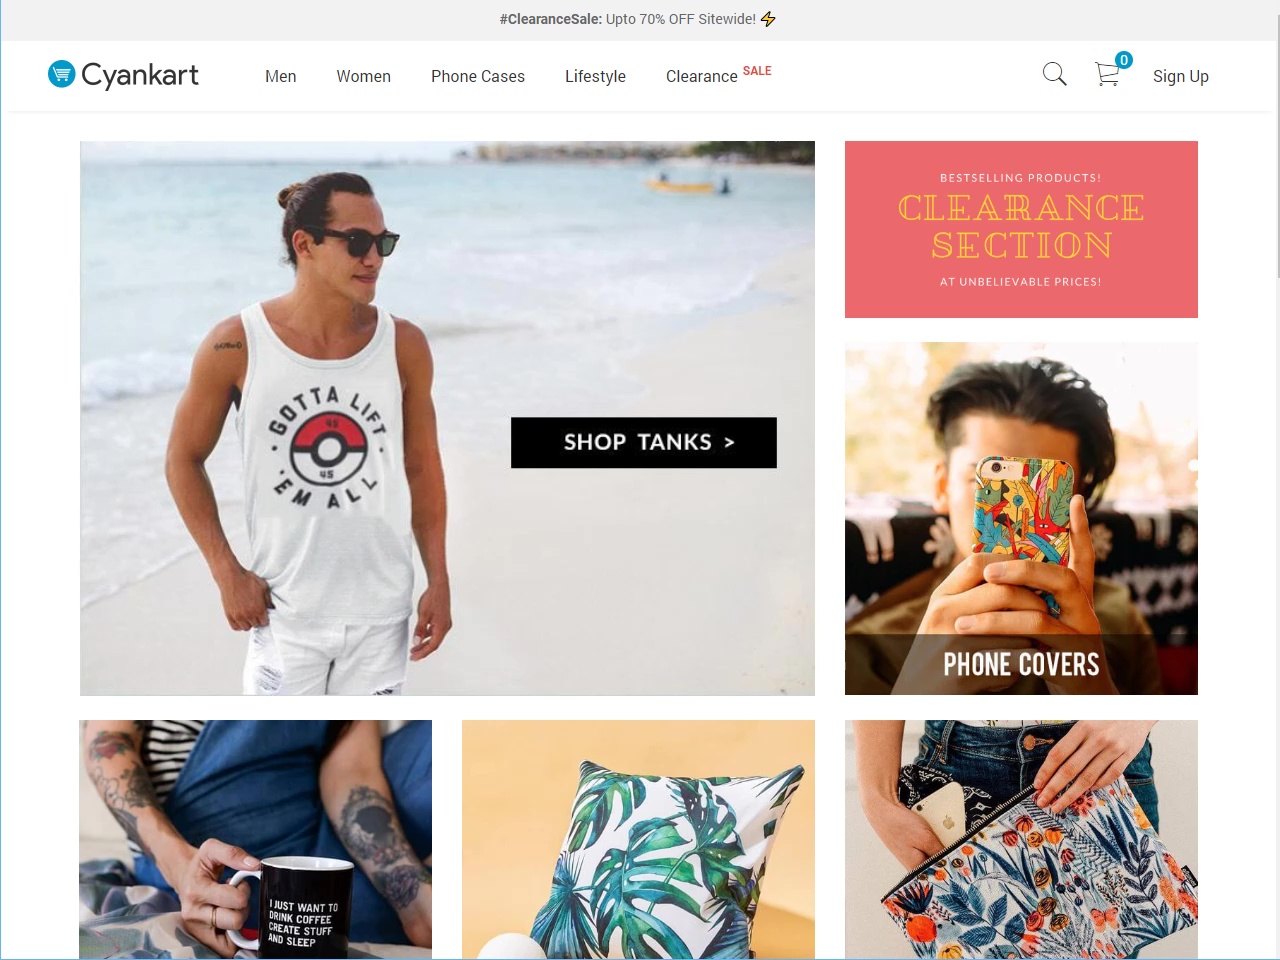 #ClearanceSale: Upto 70% OFF Sitewide! ⚡
Cyankart
Men
Women
Phone Cases
Lifestyle
Clearance SALE
0
Sign Up
BESTSELLING PRODUCTS!
CLEARANCE
SECTION
AT UNBELIEVABLE PRICES!
GOTTA LIFT
45
45
'EM ALL
SHOP TANKS >
PHONE COVERS
I JUST WANT TO
DRINK COFFEE
CREATE STUFF
AND SLEEP